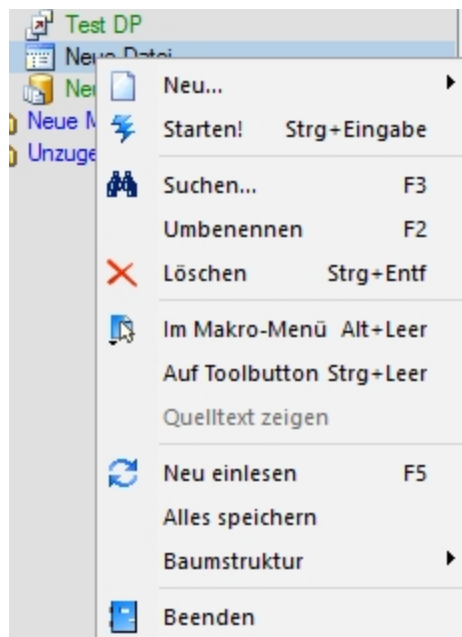 Test DP
Neue Datei
Neu...
Neue
Starten! Strg+Eingabe
Suchen... F3
Umbenennen F2
Löschen Strg+Entf
Im Makro-Menü Alt+Leer
Auf Toolbutton Strg+Leer
Quelltext zeigen
Neu einlesen F5
Alles speichern
Baumstruktur
Beenden